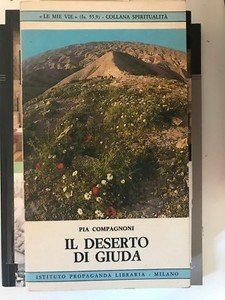 « LE MIE VIE » (Is. 55,9) - COLLANA SPIRITUALITÀ
PIA COMPAGNONI
IL DESERTO
DI GIUDA
ISTITUTO PROPAGANDA LIBRARIA - MILANO